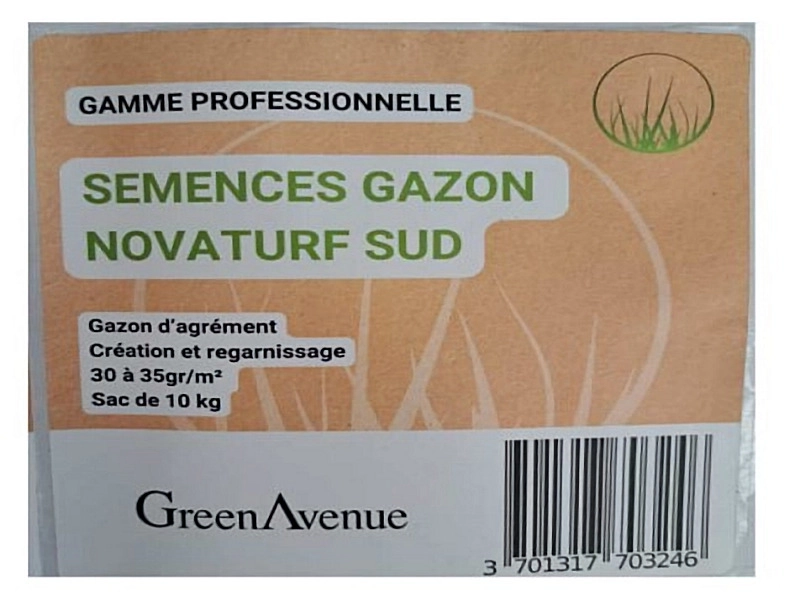 GAMME PROFESSIONNELLE
SEMENCES GAZON
NOVATURF SUD
Gazon d'agrément
Création et regarnissage
30 à 35gr/m²
Sac de 10 kg
GreenAvenue
3 701317 703246